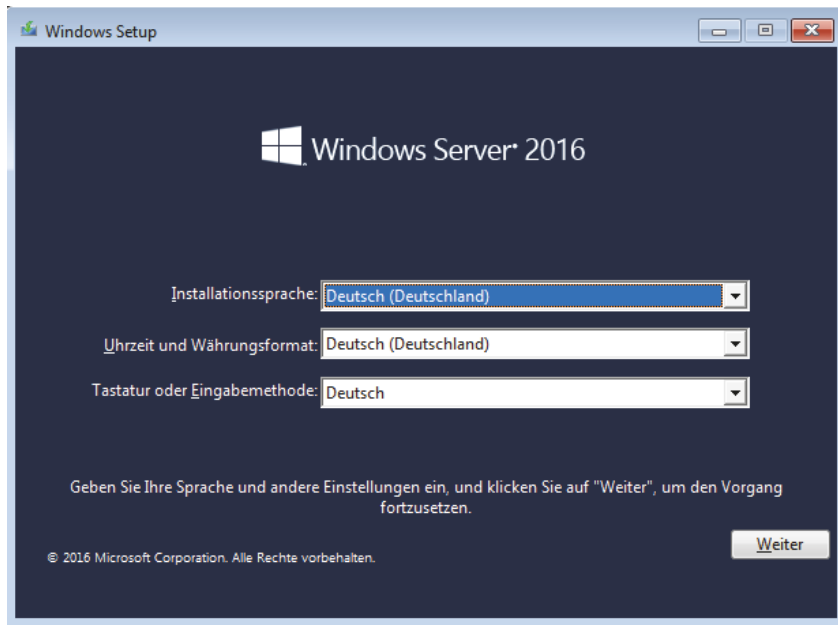 Windows Setup
Windows Server® 2016
Installationssprache: Deutsch (Deutschland)
Uhrzeit und Währungsformat: Deutsch (Deutschland)
Tastatur oder Eingabemethode: Deutsch
Geben Sie Ihre Sprache und andere Einstellungen ein, und klicken Sie auf "Weiter", um den Vorgang
fortzusetzen.
Weiter
© 2016 Microsoft Corporation. Alle Rechte vorbehalten.